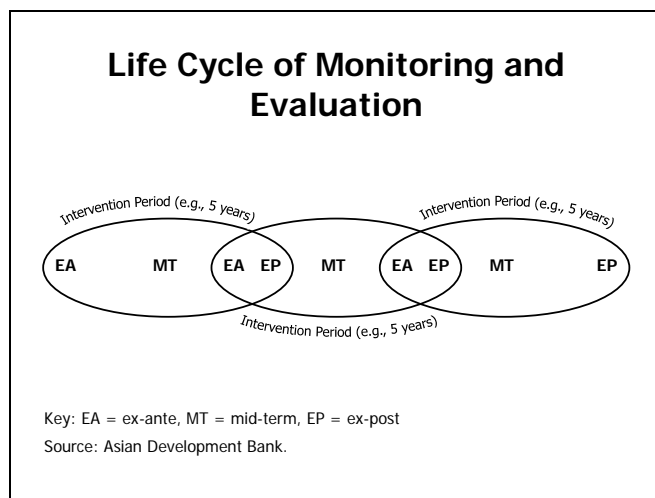 Life Cycle of Monitoring and
Evaluation
Intervention Period (e.g., 5 years)
Intervention Period (e.g., 5 years)
EA MT EA EP MT EA EP MT EP
Intervention Period (e.g., 5 years)
Key: EA = ex-ante, MT = mid-term, EP = ex-post
Source: Asian Development Bank.